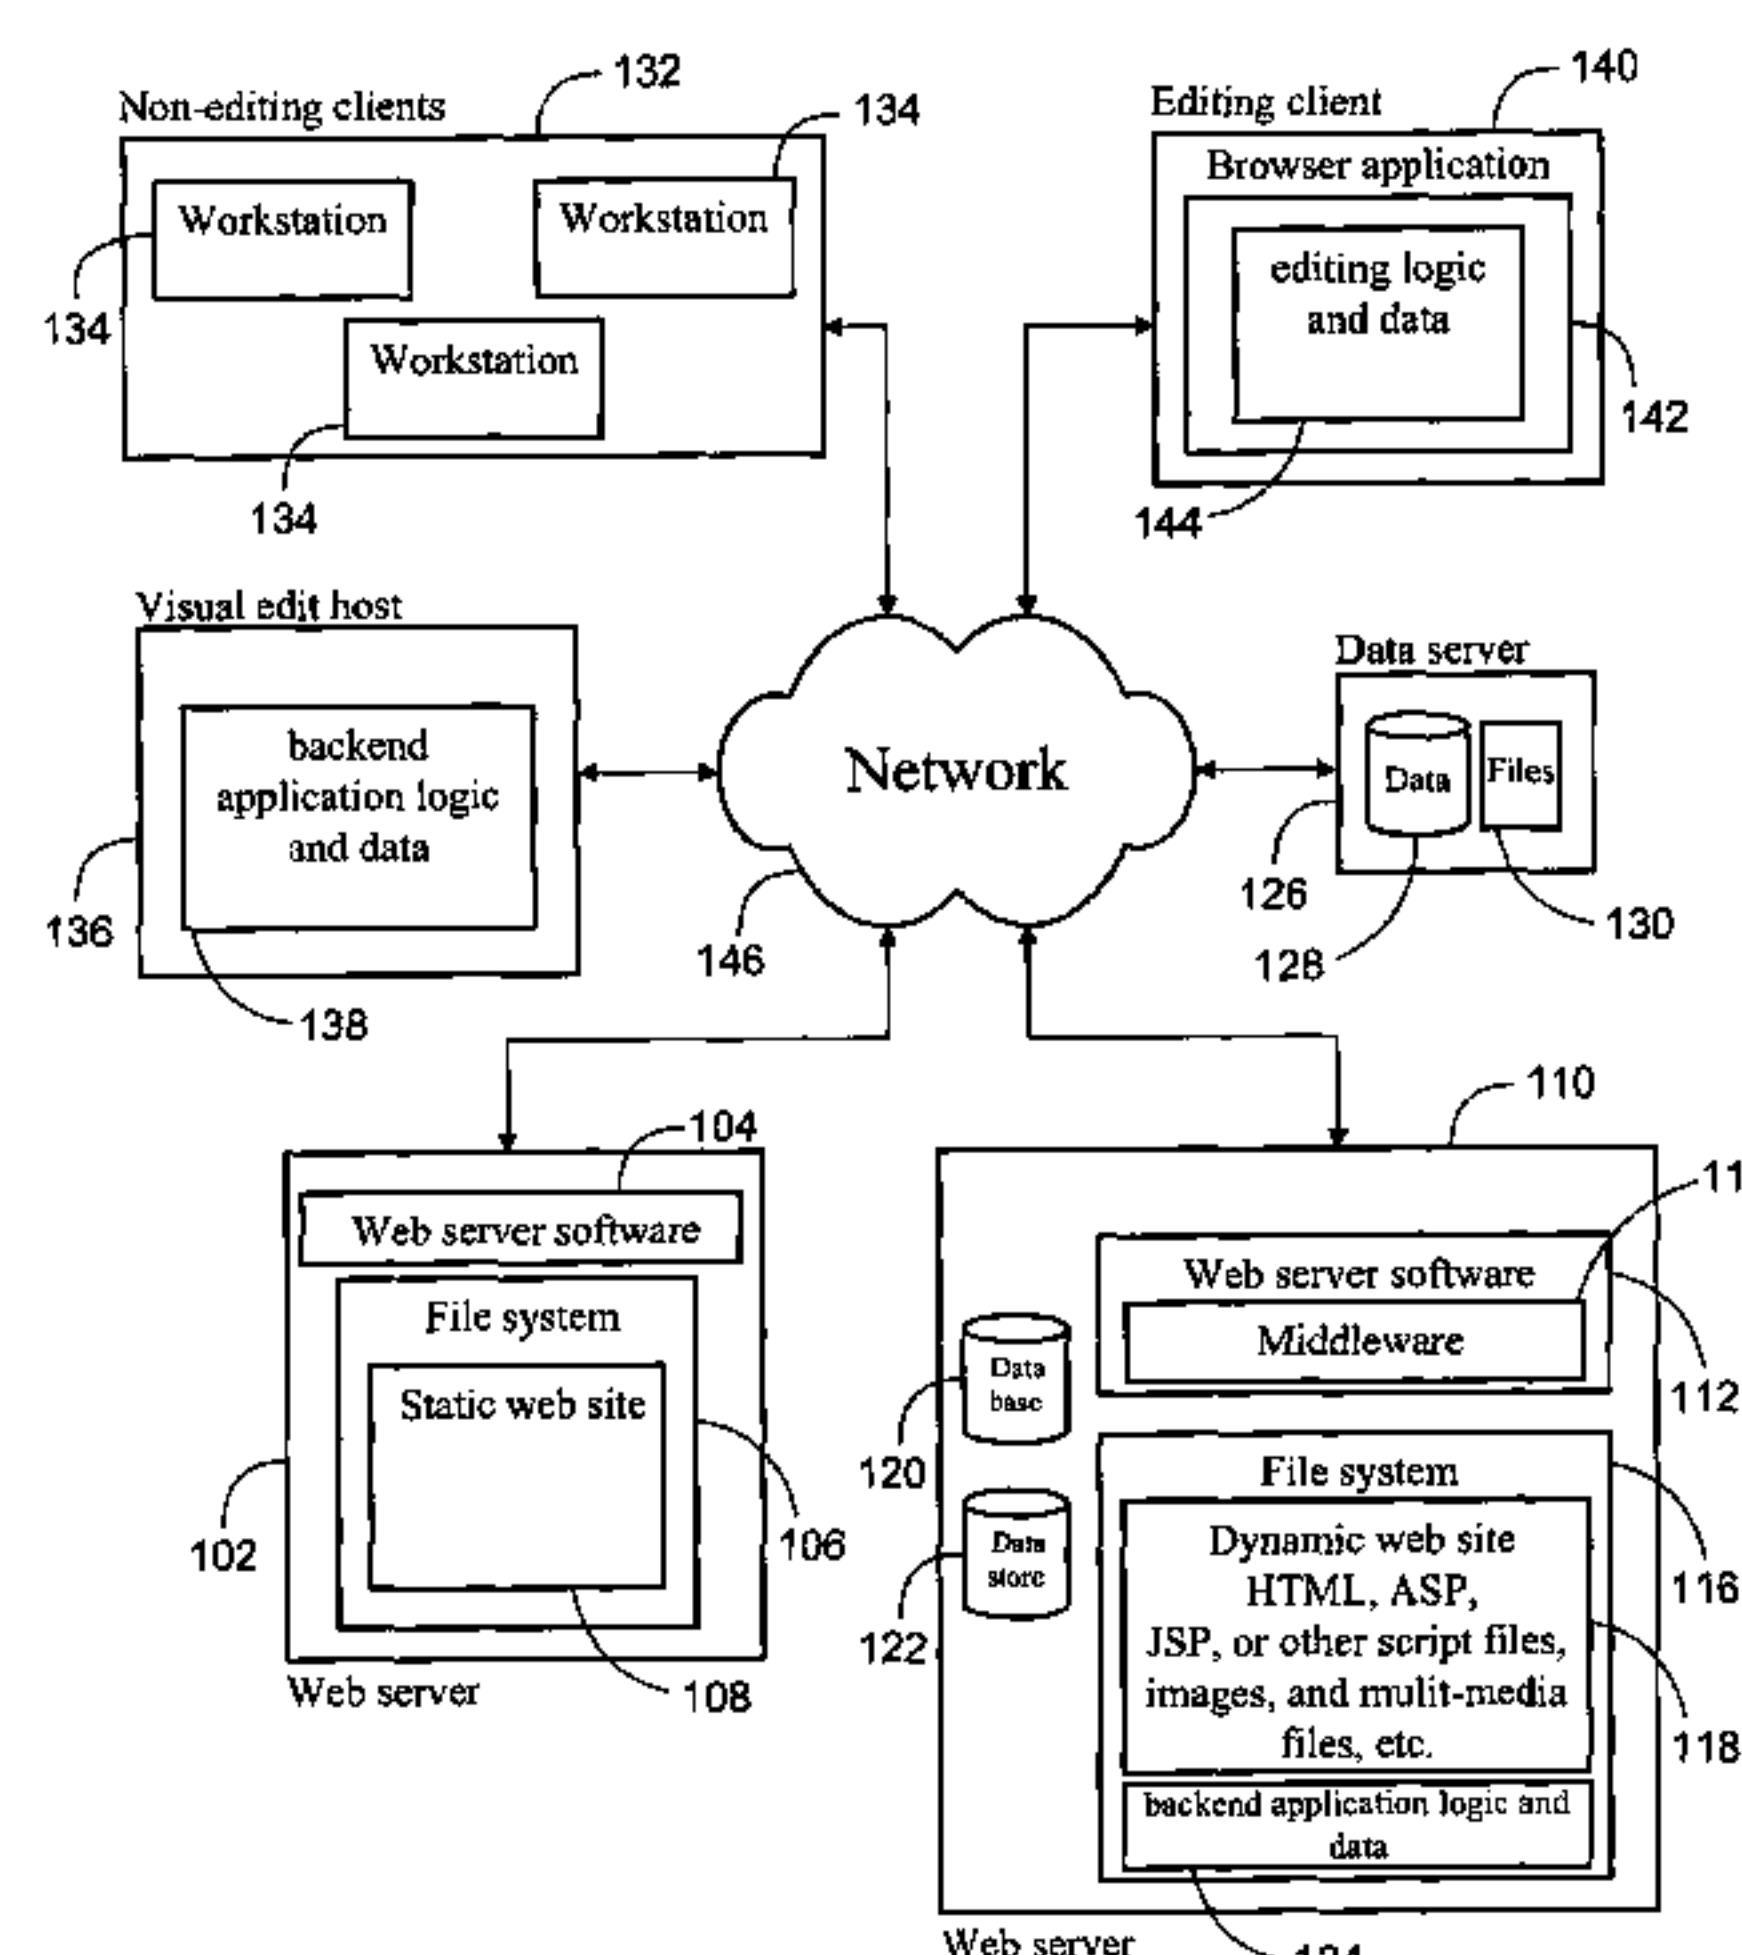 132
Non-editing clients
134
Workstation
Workstation
134
Workstation
134
140
Editing client
Browser application
editing logic
and data
142
144
Visual edit host
backend
application logic
and data
136
138
Network
146
Data server
Data
Files
126
128
130
104
Web server software
File system
Static web site
102
106
108
Web server
110
11
Web server software
Middleware
112
Data
base
120
Data
store
122
File system
116
Dynamic web site
HTML, ASP,
JSP, or other script files,
images, and mulit-media
files, etc.
118
backend application logic and
data
Web server